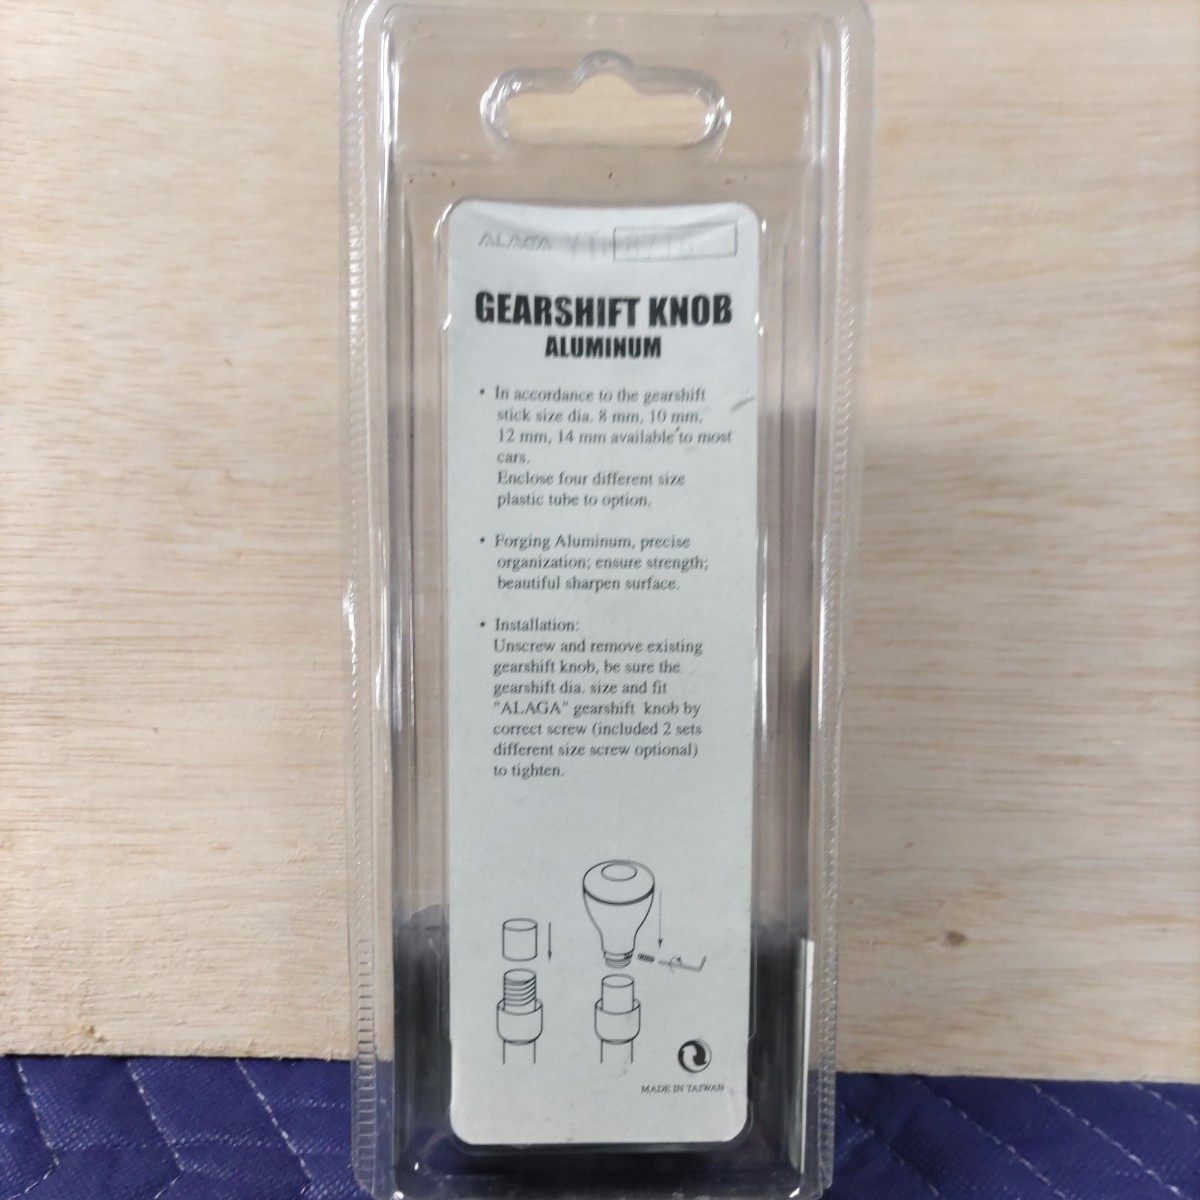 ALAGA
GEARSHIFT KNOB
ALUMINUM
• In accordance to the gearshift
stick size dia. 8 mm, 10 mm,
12 mm, 14 mm available to most
cars.
Enclose four different size
plastic tube to option.
• Forging Aluminum, precise
organization; ensure strength;
beautiful sharpen surface.
• Installation:
Unscrew and remove existing
gearshift knob, be sure the
gearshift dia. size and fit
"ALAGA" gearshift knob by
correct screw (included 2 sets
different size screw optional)
to tighten.
MADE IN TAIWAN